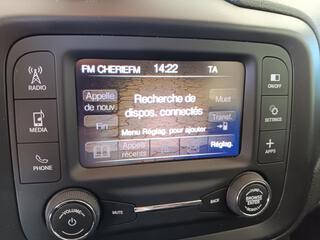 FM CHERIEFM 14:22 TA
RADIO
MEDIA
PHONE
Appelle
de nouv.
Fin
Recherche de
dispos. connectés
Menu Réglag. pour ajouter
Muet
Transf.
Appels
récents
Réglag.
ON/OFF
SETTINGS
APPS
VOLUME
MUTE
BACK
BROWSE
ENTER